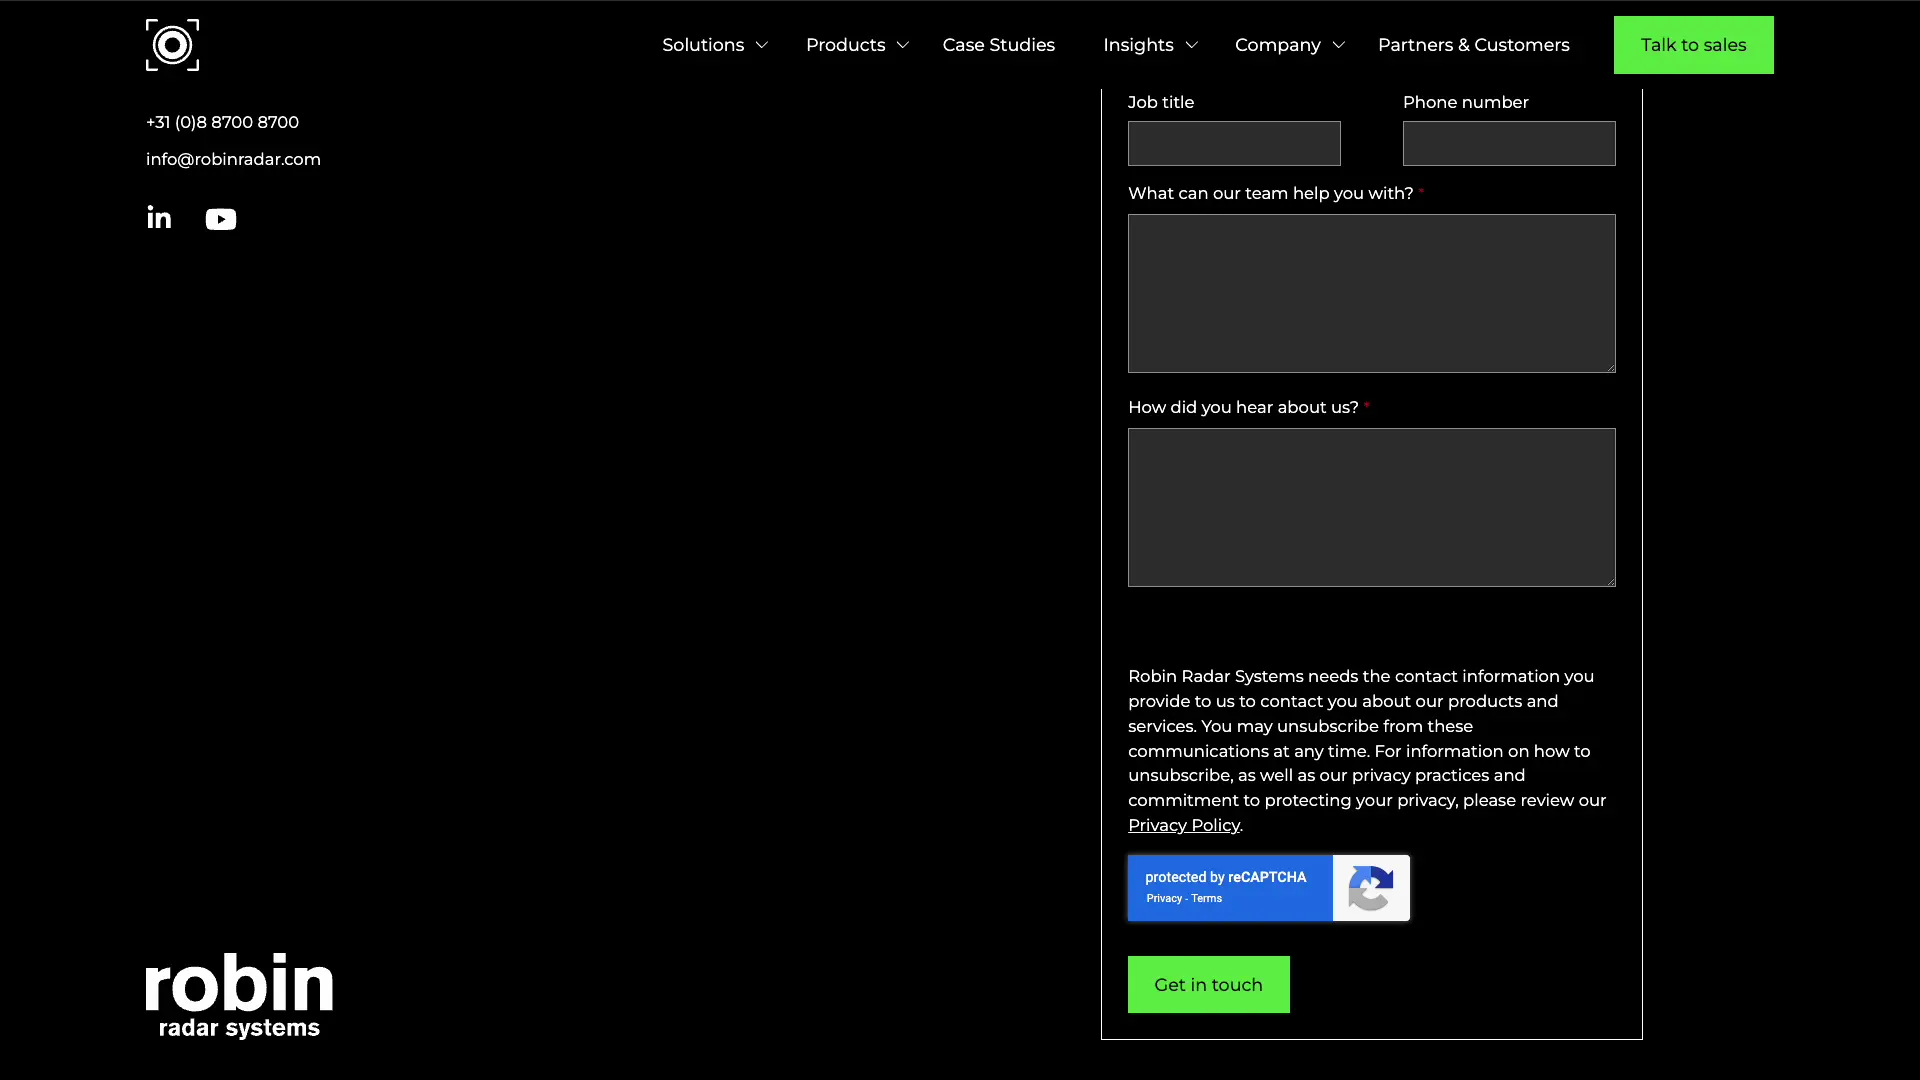 Solutions
Products
Case Studies
Insights
Company
Partners & Customers
Talk to sales
+31 (0)8 8700 8700
info@robinradar.com
in
Job title
Phone number
What can our team help you with? *
How did you hear about us? *
Robin Radar Systems needs the contact information you
provide to us to contact you about our products and
services. You may unsubscribe from these
communications at any time. For information on how to
unsubscribe, as well as our privacy practices and
commitment to protecting your privacy, please review our
Privacy Policy.
protected by reCAPTCHA
Privacy - Terms
Get in touch
robin
radar systems